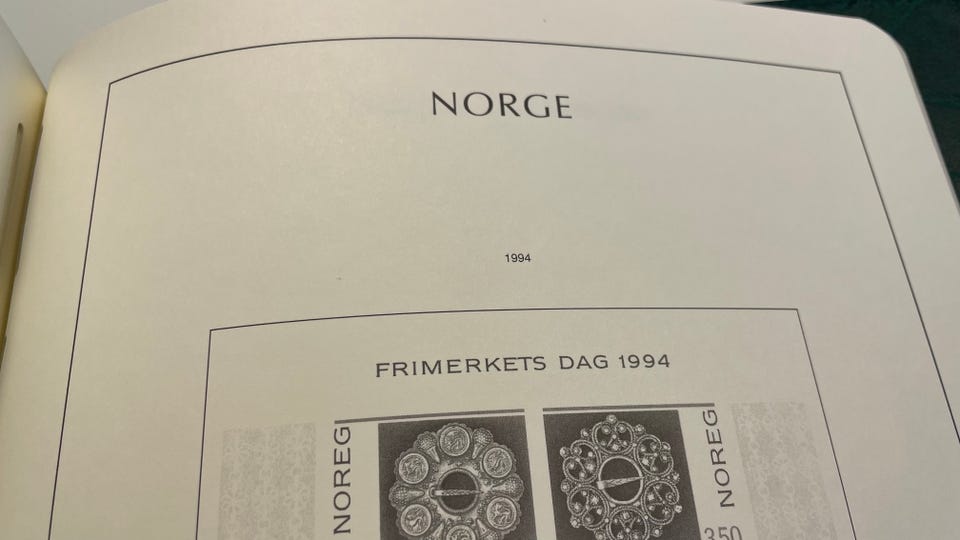 NORGE
1994
FRIMERKETS DAG 1994
NOREG
NOREG
350